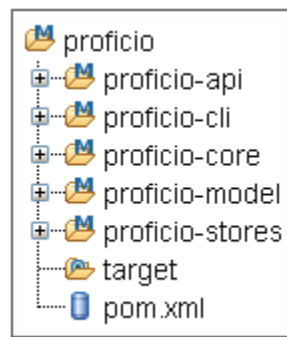 proficio
proficio-api
proficio-cli
proficio-core
proficio-model
proficio-stores
target
pom.xml